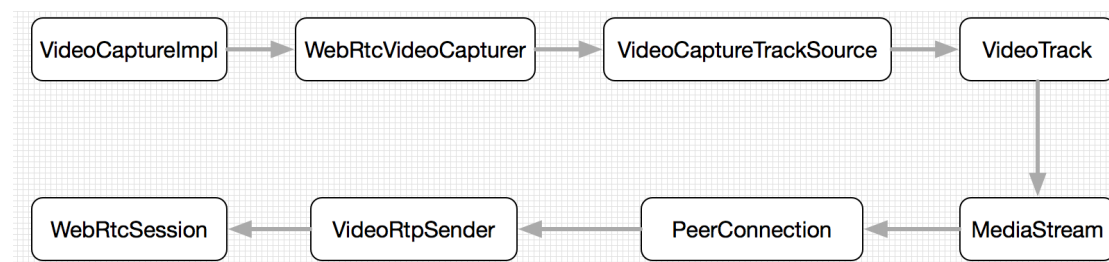 VideoCaptureImpl
WebRtcVideoCapturer
VideoCaptureTrackSource
VideoTrack
WebRtcSession
VideoRtpSender
PeerConnection
MediaStream